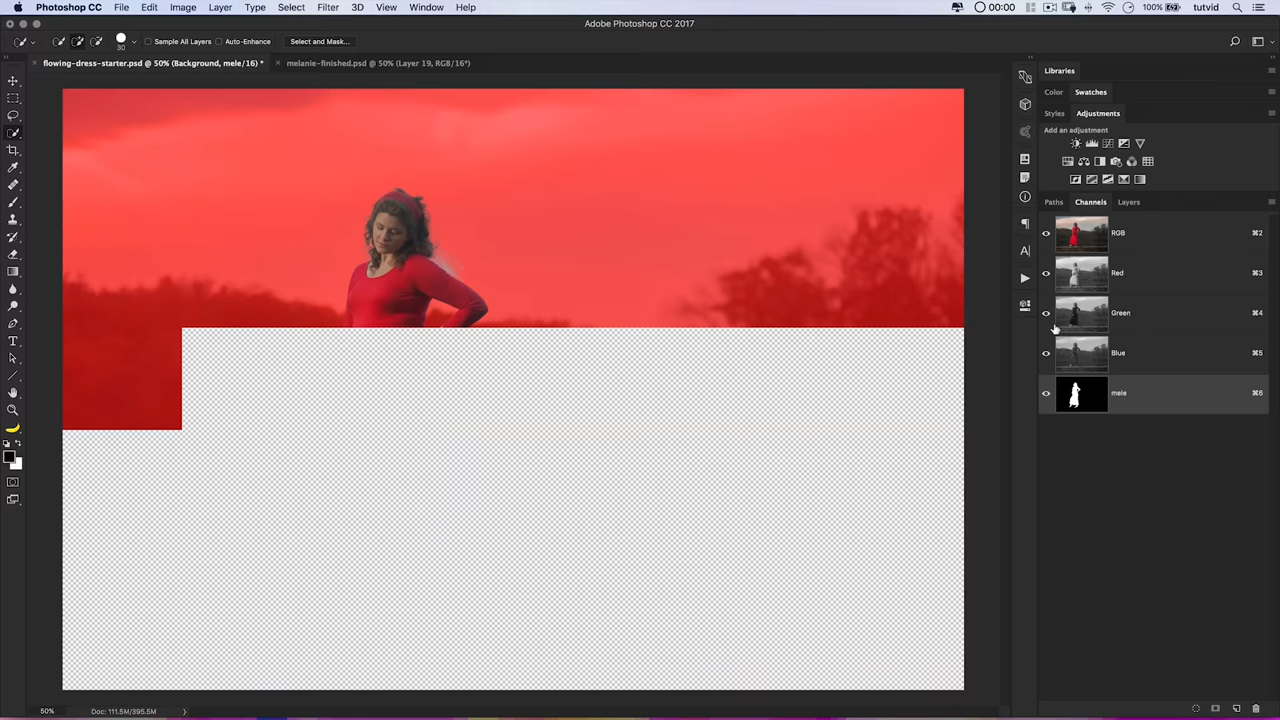 Photoshop CC File Edit Image Layer Type Select Filter 3D View Window Help 00:00 100% tutvid
Adobe Photoshop CC 2017
30 Sample All Layers Auto-Enhance Select and Mask...
flowing-dress-starter.psd @ 50% (Background, mele/16) * melanie-finished.psd @ 50% (Layer 19, RGB/16*)
Libraries
Color Swatches
Styles Adjustments
Add an adjustment
Paths Channels Layers
RGB ⌘2
Red ⌘3
Green ⌘4
Blue ⌘5
mele ⌘6
50% Doc: 111.5M/395.5M